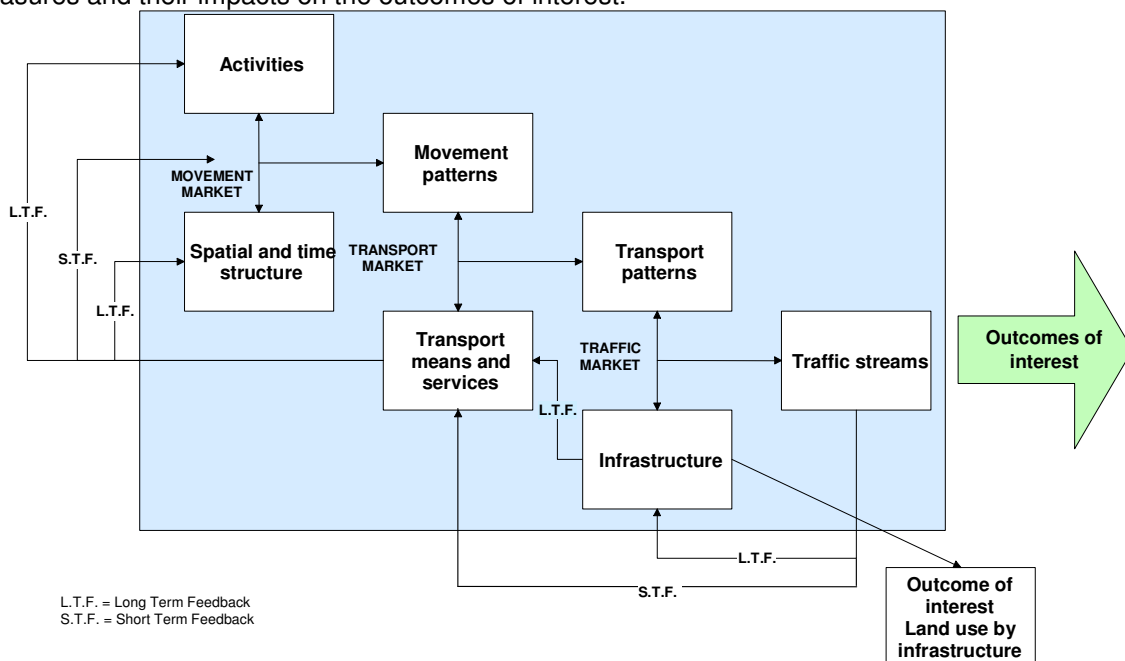 asures and their impacts on the outcomes of interest.
Activities
Movement
patterns
MOVEMENT
MARKET
L.T.F.
S.T.F.
Spatial and time
structure
TRANSPORT
MARKET
Transport
patterns
L.T.F.
Transport
means and
services
TRAFFIC
MARKET
Traffic streams
Outcomes of
interest
L.T.F.
Infrastructure
L.T.F.
S.T.F.
Outcome of
interest
Land use by
infrastructure
L.T.F. = Long Term Feedback
S.T.F. = Short Term Feedback